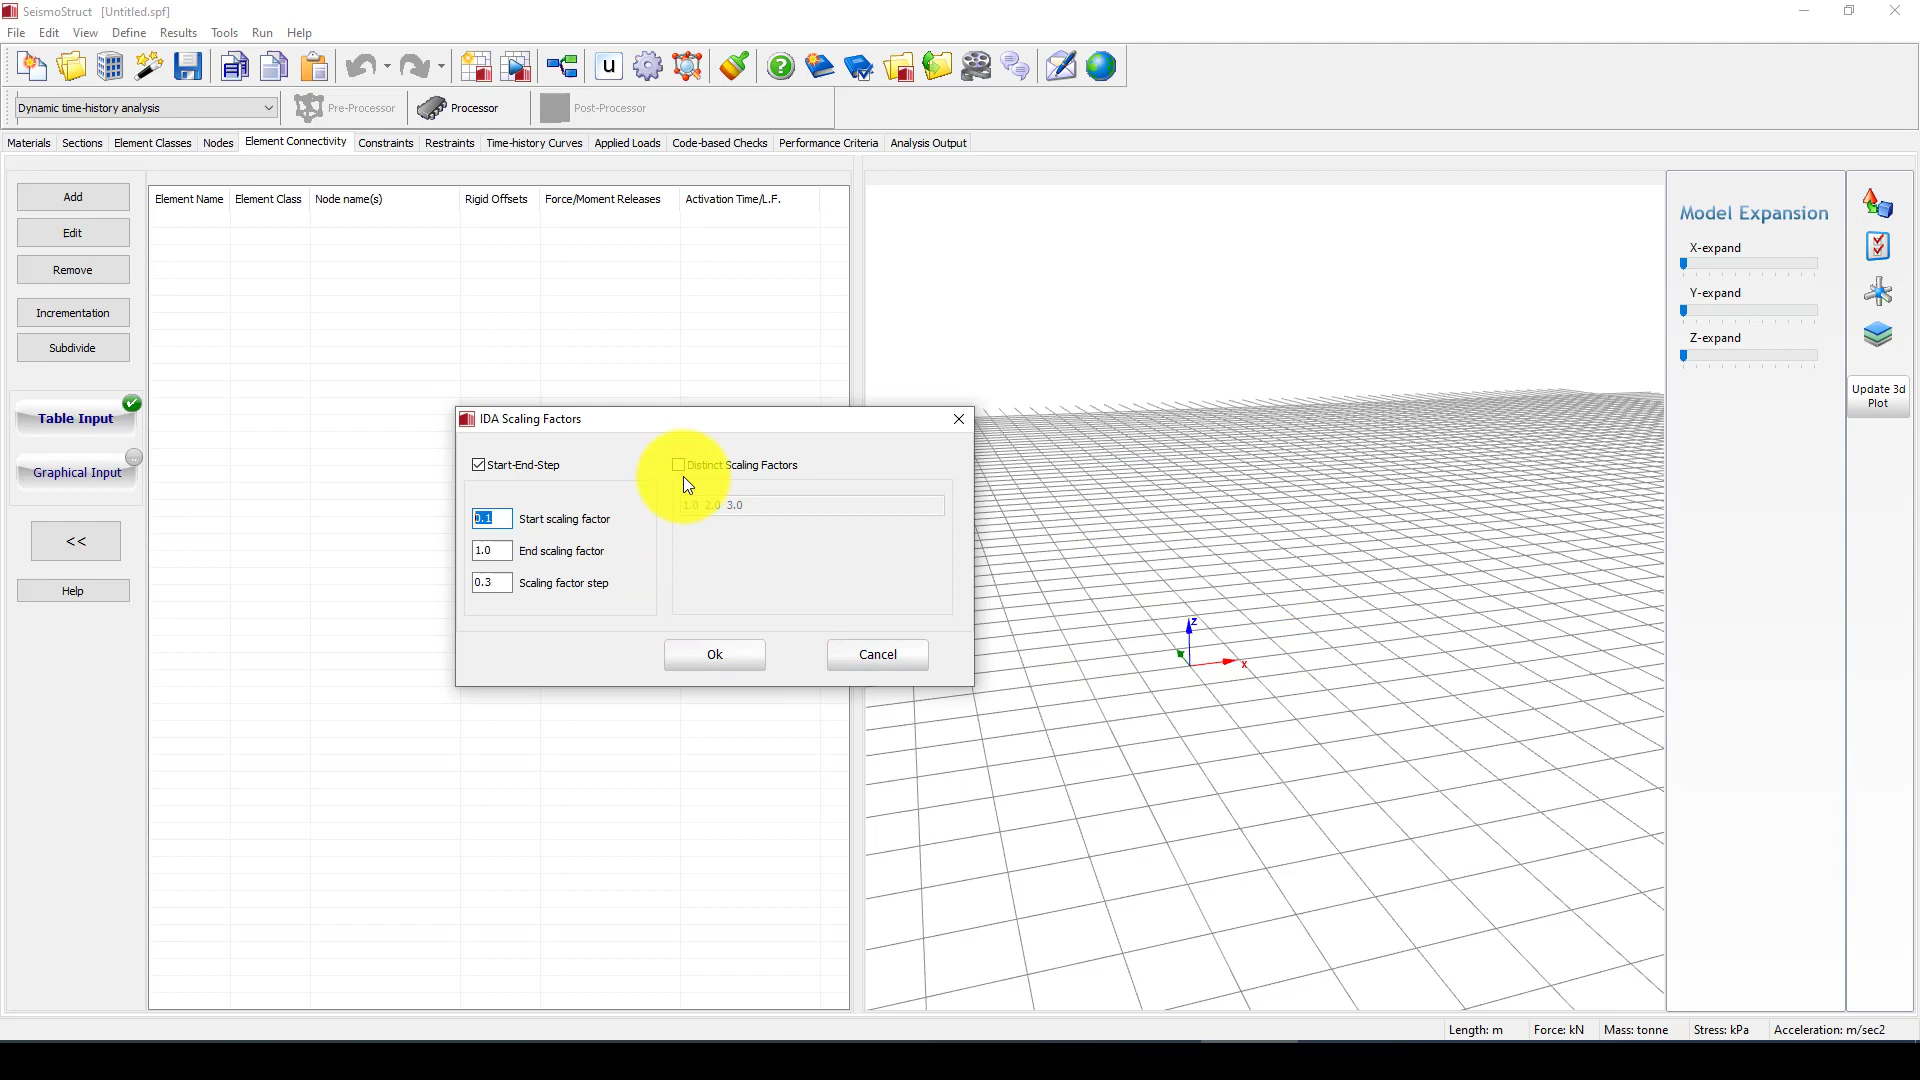 SeismoStruct [Untitled.spf]
File Edit View Define Results Tools Run Help
u
Dynamic time-history analysis Pre-Processor Processor Post-Processor
Materials Sections Element Classes Nodes Element Connectivity Constraints Restraints Time-history Curves Applied Loads Code-based Checks Performance Criteria Analysis Output
Add
Edit
Remove
Incrementation
Subdivide
Table Input
Graphical Input
<<
Help
Element Name Element Class Node name(s) Rigid Offsets Force/Moment Releases Activation Time/L.F.
IDA Scaling Factors
Start-End-Step
0.1 Start scaling factor
1.0 End scaling factor
0.3 Scaling factor step
Distinct Scaling Factors
1.0 2.0 3.0
Ok Cancel
z
x
Model Expansion
X-expand
Y-expand
Z-expand
Update 3d
Plot
Length: m Force: kN Mass: tonne Stress: kPa Acceleration: m/sec2